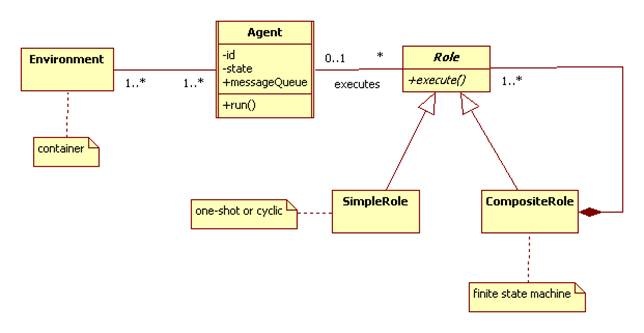 Environment
1..*
1..*
container
Agent
-id
-state
+messageQueue
+run()
0..1
*
executes
Role
+execute()
1..*
one-shot or cyclic
SimpleRole
CompositeRole
finite state machine